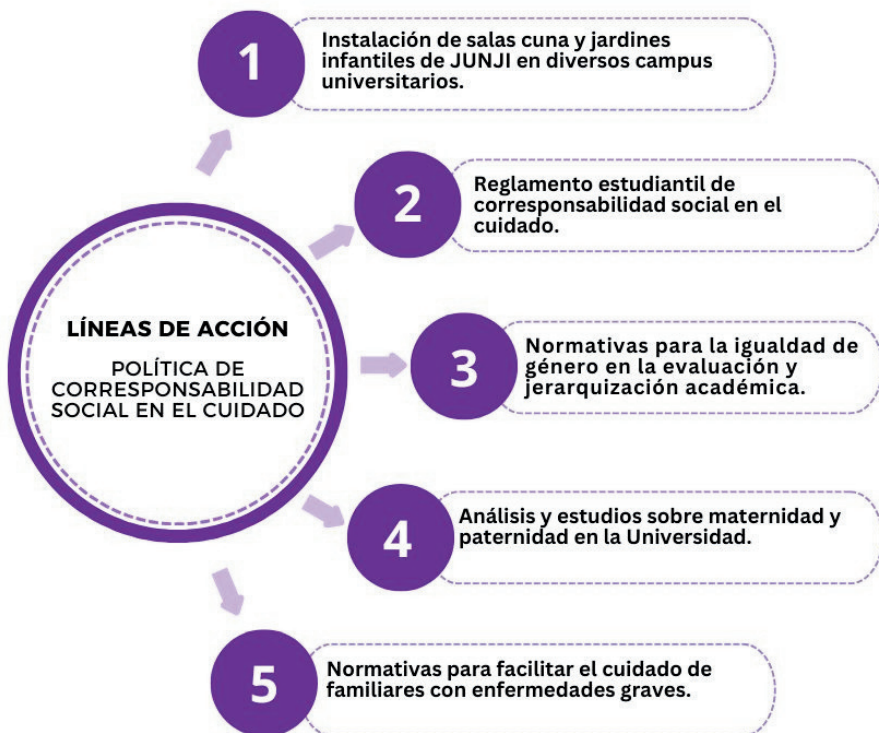 1
Instalación de salas cuna y jardines
infantiles de JUNJI en diversos campus
universitarios.
2
Reglamento estudiantil de
corresponsabilidad social en el
cuidado.
LÍNEAS DE ACCIÓN
POLÍTICA DE
CORRESPONSABILIDAD
SOCIAL EN EL CUIDADO
3
Normativas para la igualdad de
género en la evaluación y
jerarquización académica.
4
Análisis y estudios sobre maternidad y
paternidad en la Universidad.
5
Normativas para facilitar el cuidado de
familiares con enfermedades graves.